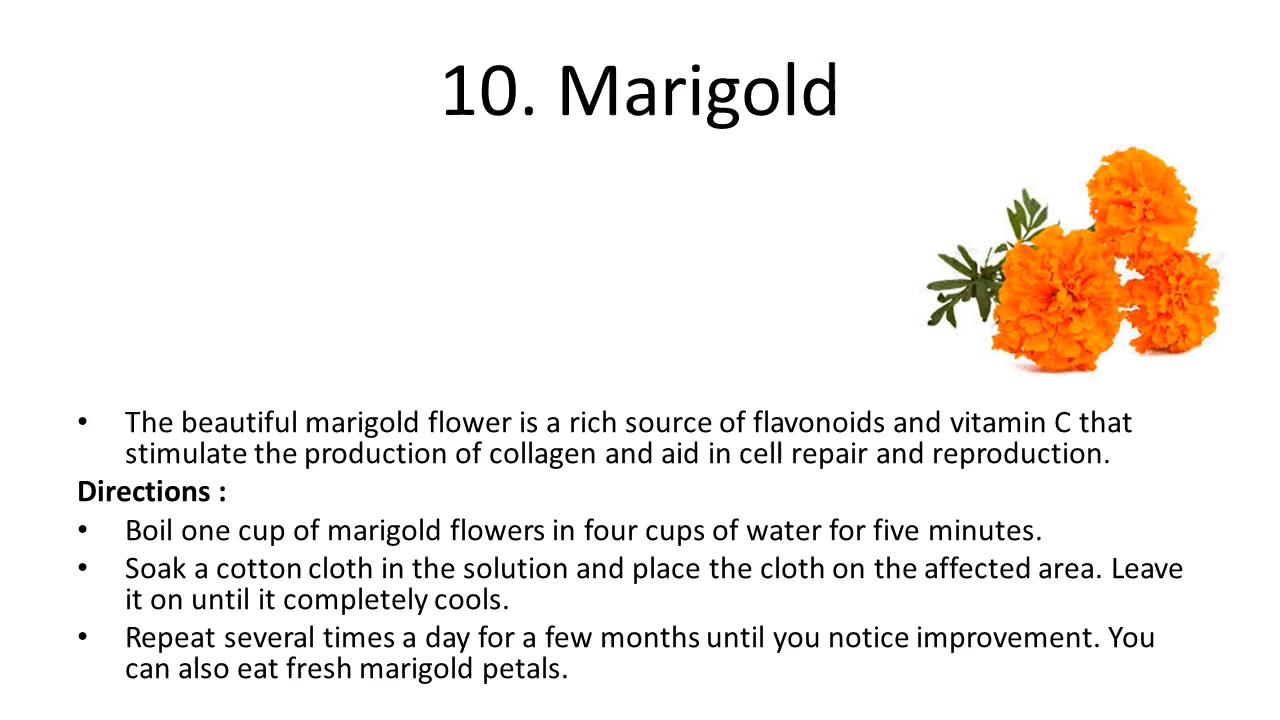 10. Marigold
• The beautiful marigold flower is a rich source of flavonoids and vitamin C that
stimulate the production of collagen and aid in cell repair and reproduction.
Directions :
• Boil one cup of marigold flowers in four cups of water for five minutes.
• Soak a cotton cloth in the solution and place the cloth on the affected area. Leave
it on until it completely cools.
• Repeat several times a day for a few months until you notice improvement. You
can also eat fresh marigold petals.